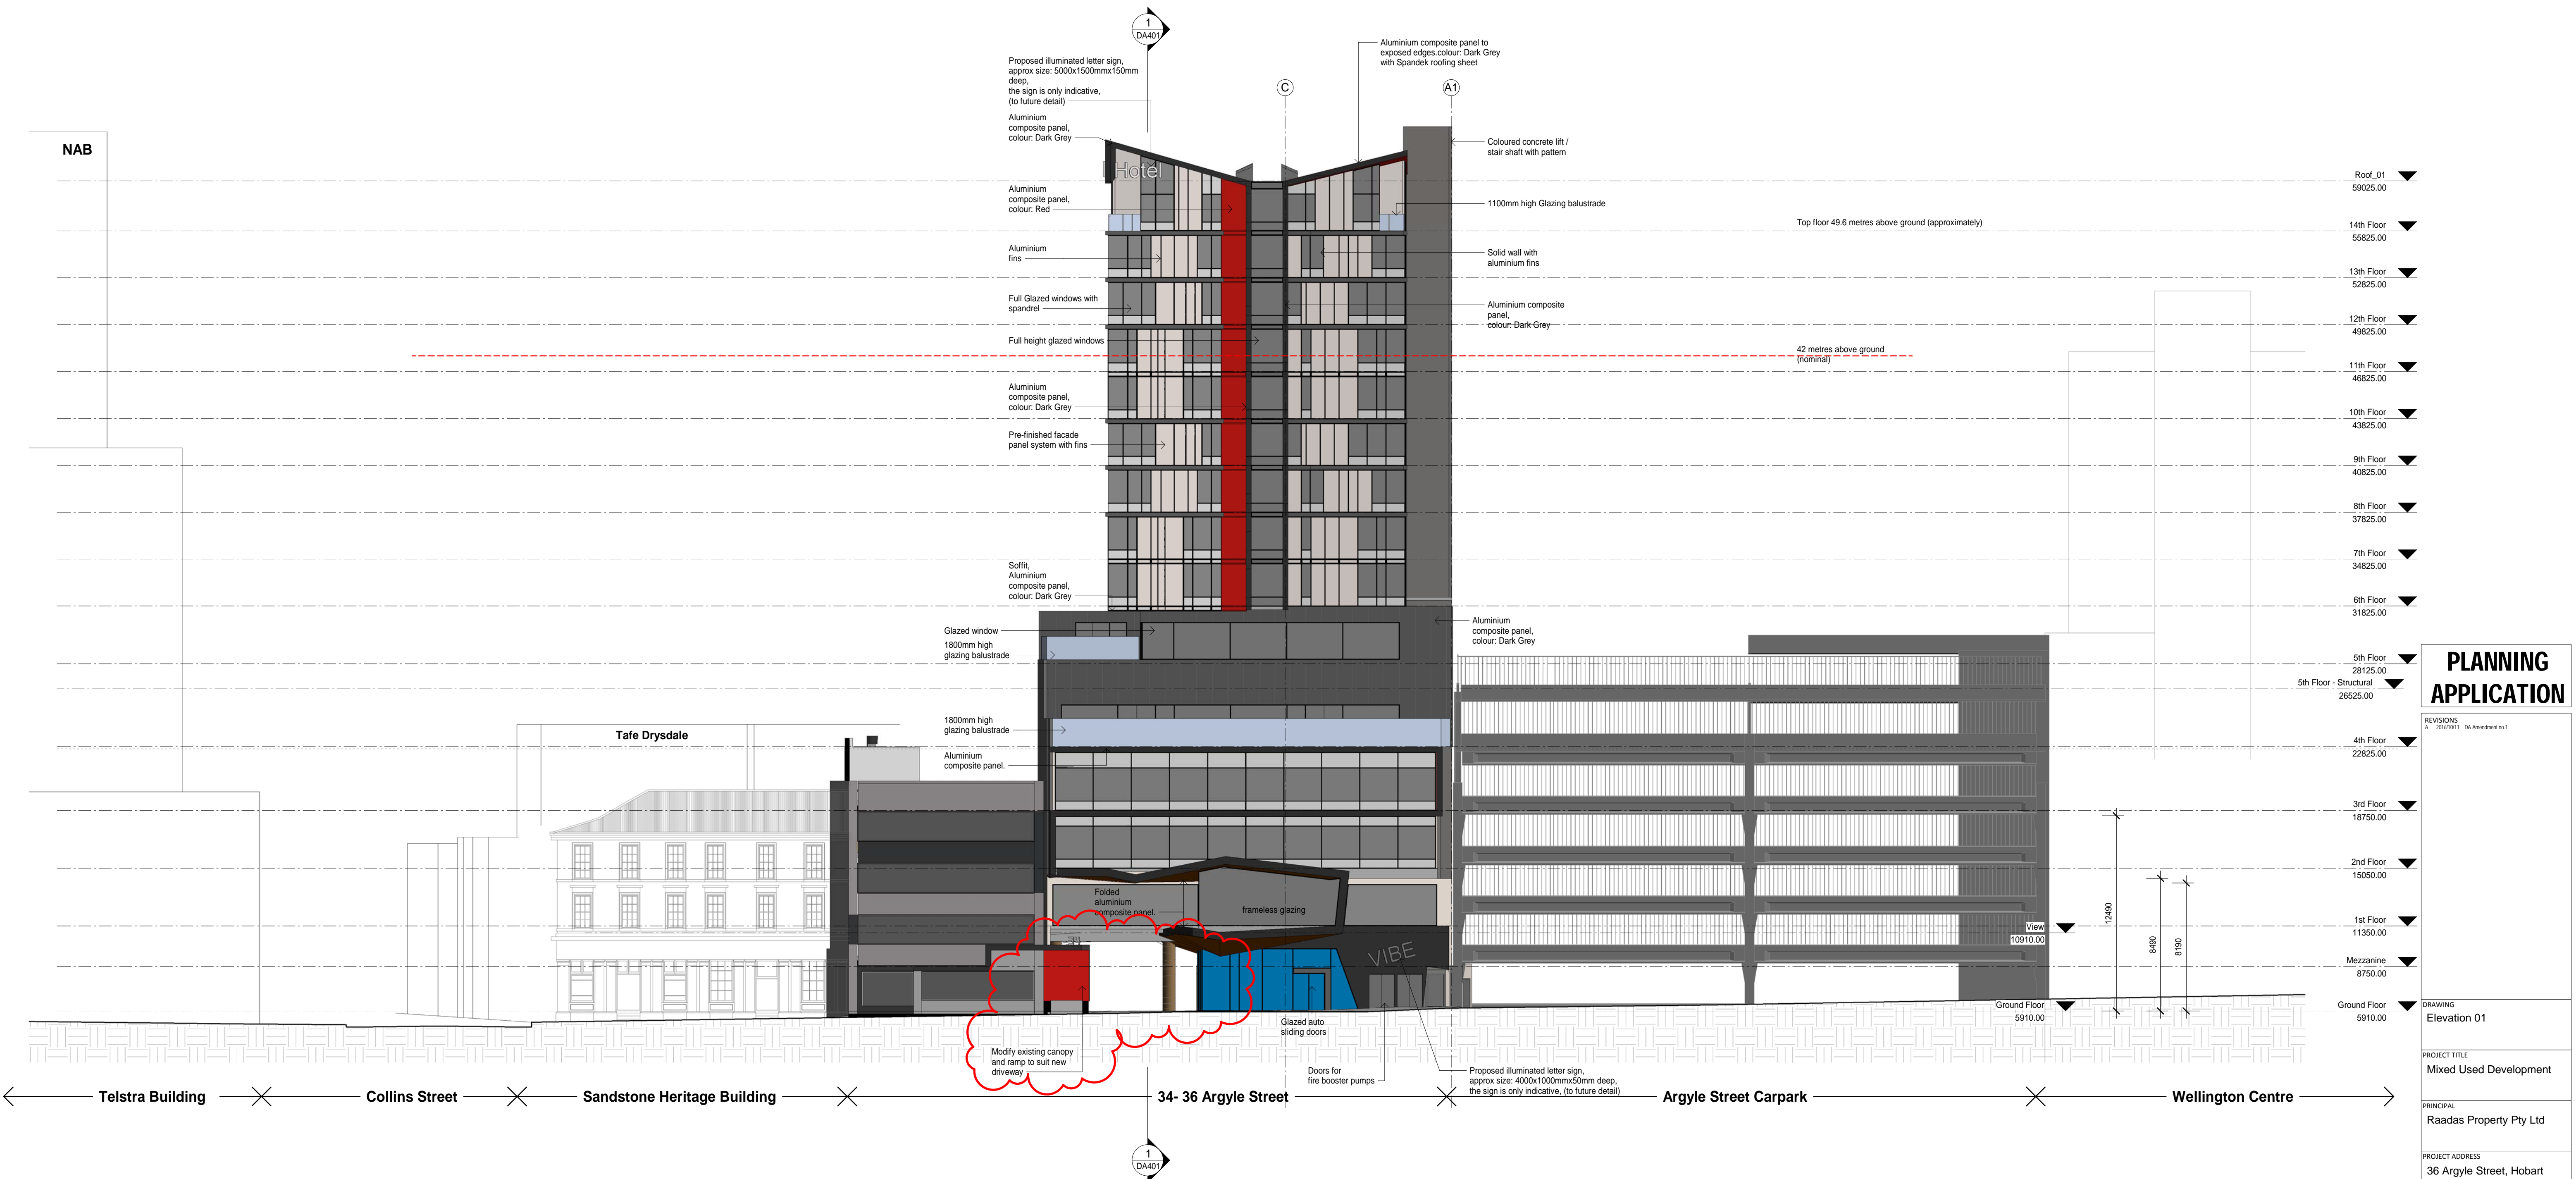 1
DA401
Proposed illuminated letter sign,
approx size: 5000x1500mmx150mm
deep,
the sign is only indicative,
(to future detail)
Aluminium
composite panel,
colour: Dark Grey
Aluminium composite panel to
exposed edges.colour: Dark Grey
with Spandek roofing sheet
C
A1
NAB
Hotel
Coloured concrete lift /
stair shaft with pattern
Aluminium
composite panel,
colour: Red
1100mm high Glazing balustrade
Top floor 49.6 metres above ground (approximately)
Aluminium
fins
Solid wall with
aluminium fins
Full Glazed windows with
spandrel
Aluminium composite
panel,
colour: Dark Grey
Full height glazed windows
42 metres above ground
(nominal)
Aluminium
composite panel,
colour: Dark Grey
Pre-finished facade
panel system with fins
Soffit,
Aluminium
composite panel,
colour: Dark Grey
Glazed window
1800mm high
glazing balustrade
Aluminium
composite panel,
colour: Dark Grey
1800mm high
glazing balustrade
Aluminium
composite panel.
Tafe Drysdale
Folded
aluminium
composite panel.
frameless glazing
VIBE
Glazed auto
sliding doors
Modify existing canopy
and ramp to suit new
driveway
Doors for
fire booster pumps
Proposed illuminated letter sign,
approx size: 4000x1000mmx50mm deep,
the sign is only indicative, (to future detail)
Roof_01
59025.00
14th Floor
55825.00
13th Floor
52825.00
12th Floor
49825.00
11th Floor
46825.00
10th Floor
43825.00
9th Floor
40825.00
8th Floor
37825.00
7th Floor
34825.00
6th Floor
31825.00
5th Floor
28125.00
5th Floor - Structural
26525.00
4th Floor
22825.00
3rd Floor
18750.00
2nd Floor
15050.00
1st Floor
11350.00
View
10910.00
Mezzanine
8750.00
Ground Floor
5910.00
Ground Floor
5910.00
12490
8490
8190
Telstra Building
Collins Street
Sandstone Heritage Building
34- 36 Argyle Street
Argyle Street Carpark
Wellington Centre
1
DA401
PLANNING
APPLICATION
REVISIONS
A 2016/10/11 DA Amendment no.1
DRAWING
Elevation 01
PROJECT TITLE
Mixed Used Development
PRINCIPAL
Raadas Property Pty Ltd
PROJECT ADDRESS
36 Argyle Street, Hobart